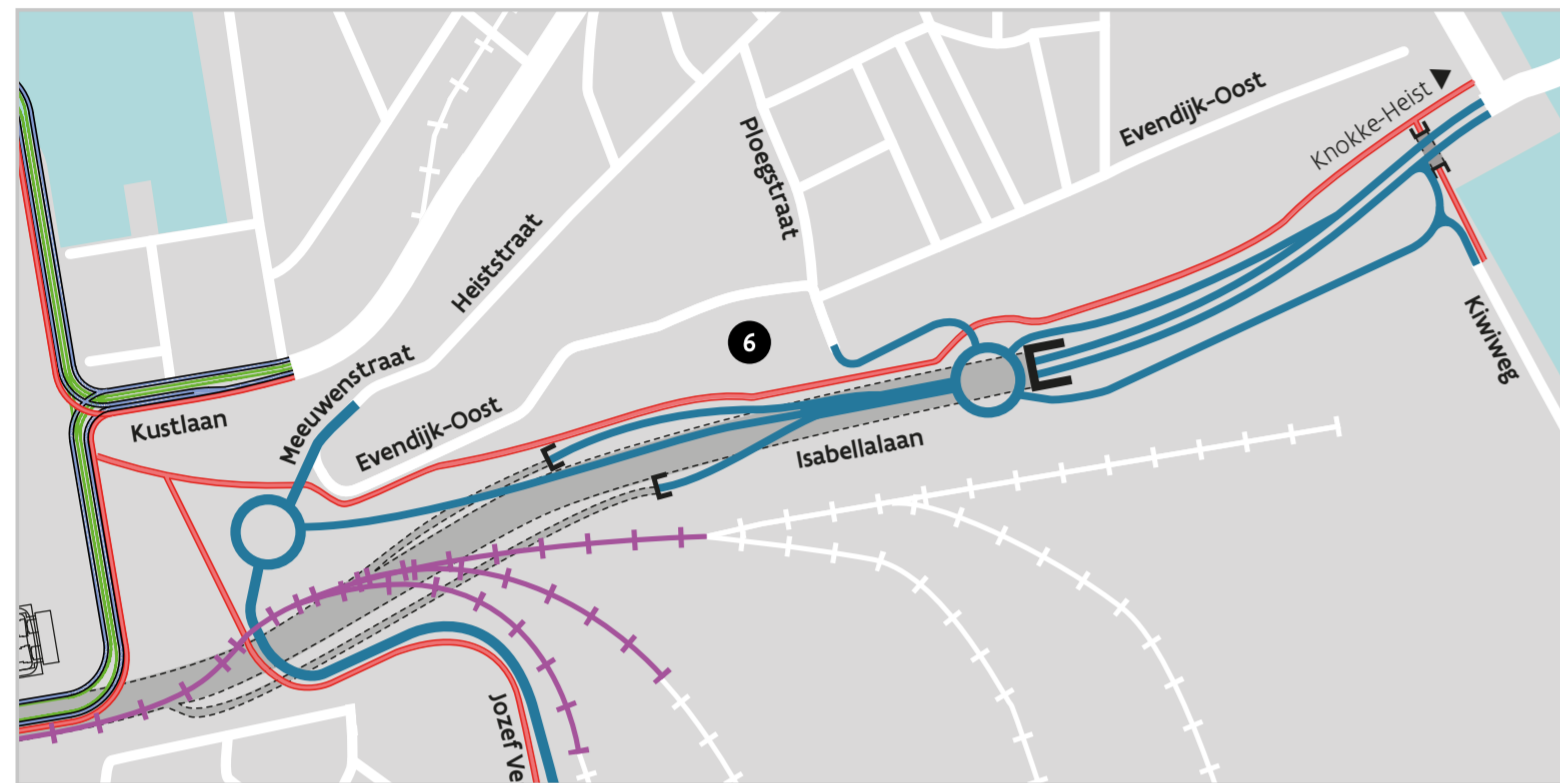 Evendijk-Oost
Knokke-Heist
Ploegstraat
Heiststraat
6
Kiwiweg
Meeuwenstraat
Kustlaan
Evendijk-Oost
Isabellalaan
Jozef Ve